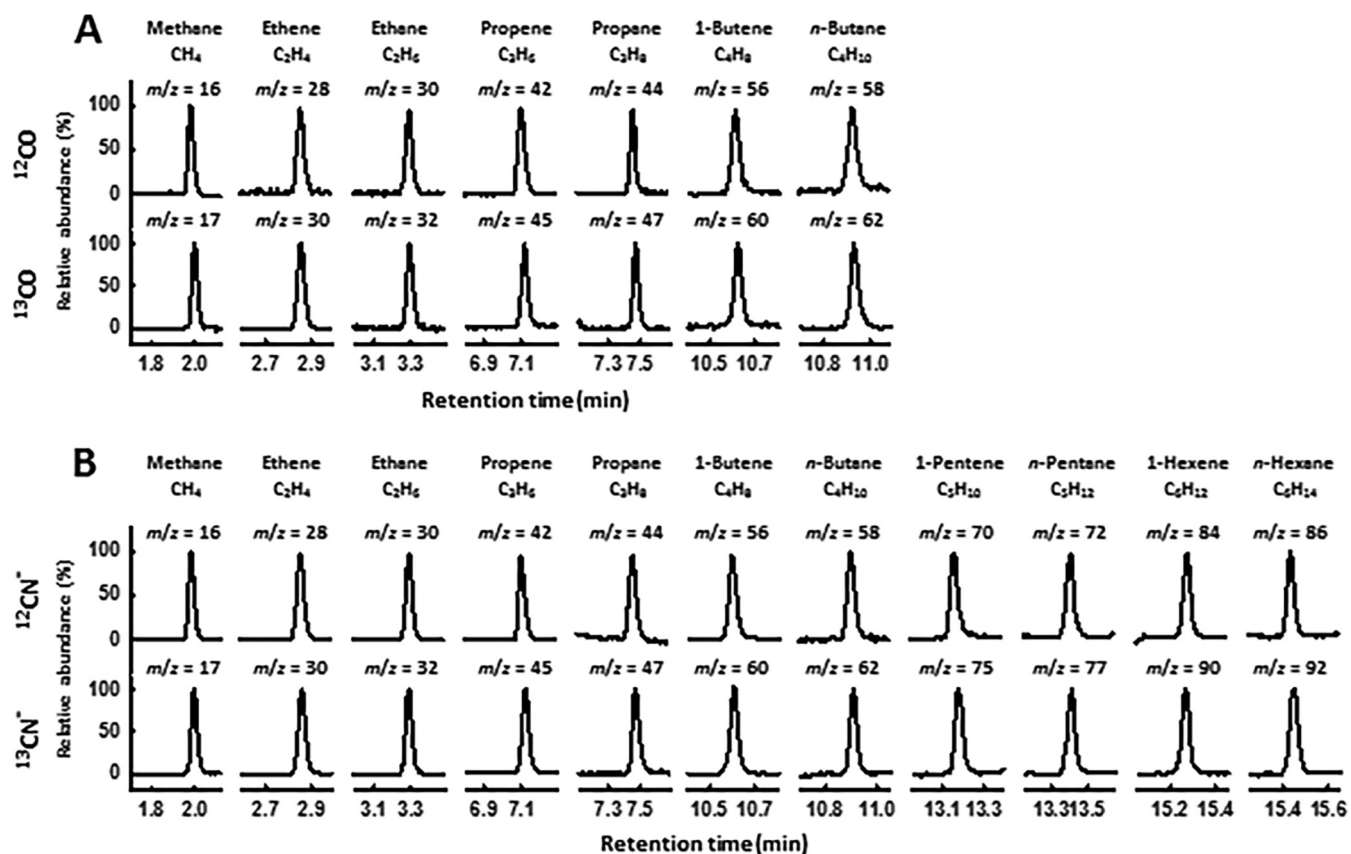 A
Methane Ethene Ethane Propene Propane 1-Butene n-Butane
CH₄ C₂H₄ C₂H₆ C₃H₆ C₃H₈ C₄H₈ C₄H₁₀
m/z = 16 m/z = 28 m/z = 30 m/z = 42 m/z = 44 m/z = 56 m/z = 58
¹²CO
Relative abundance (%)
100
50
0
m/z = 17 m/z = 30 m/z = 32 m/z = 45 m/z = 47 m/z = 60 m/z = 62
¹³CO
100
50
0
1.8 2.0 2.7 2.9 3.1 3.3 6.9 7.1 7.3 7.5 10.5 10.7 10.8 11.0
Retention time (min)
B
Methane Ethene Ethane Propene Propane 1-Butene n-Butane 1-Pentene n-Pentane 1-Hexene n-Hexane
CH₄ C₂H₄ C₂H₆ C₃H₆ C₃H₈ C₄H₈ C₄H₁₀ C₅H₁₀ C₅H₁₂ C₆H₁₂ C₆H₁₄
m/z = 16 m/z = 28 m/z = 30 m/z = 42 m/z = 44 m/z = 56 m/z = 58 m/z = 70 m/z = 72 m/z = 84 m/z = 86
¹²CN⁻
Relative abundance (%)
100
50
0
m/z = 17 m/z = 30 m/z = 32 m/z = 45 m/z = 47 m/z = 60 m/z = 62 m/z = 75 m/z = 77 m/z = 90 m/z = 92
¹³CN⁻
100
50
0
1.8 2.0 2.7 2.9 3.1 3.3 6.9 7.1 7.3 7.5 10.5 10.7 10.8 11.0 13.1 13.3 13.3 13.5 15.2 15.4 15.4 15.6
Retention time (min)